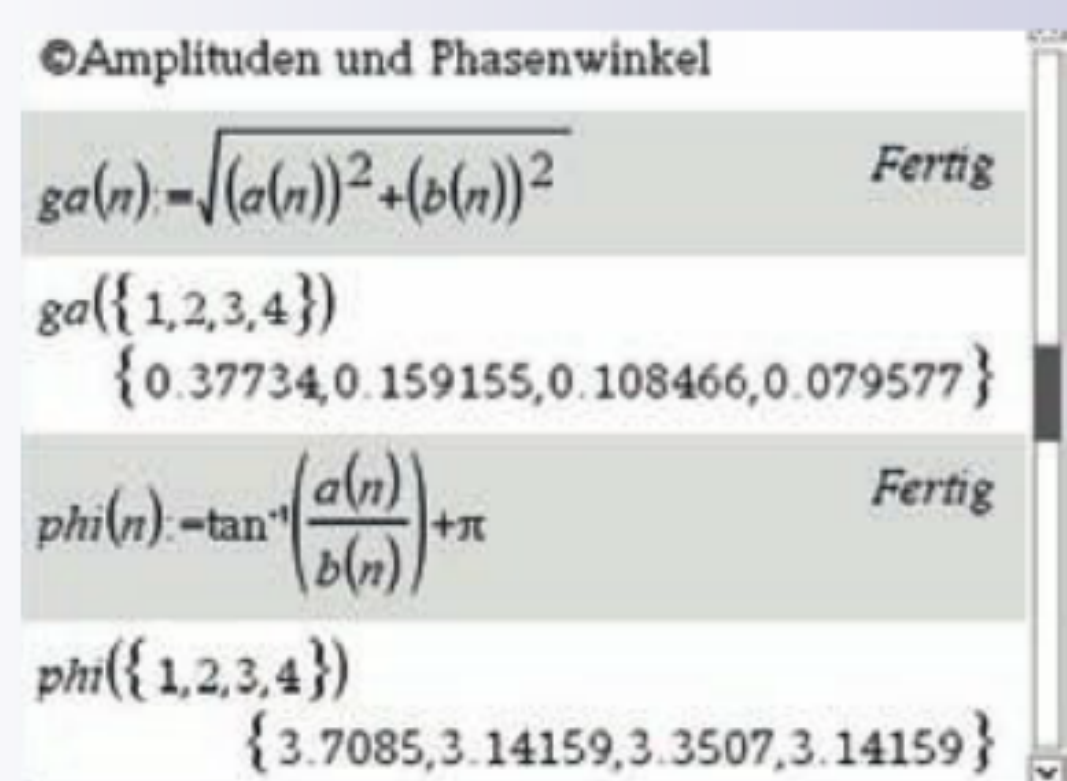 ©Amplituden und Phasenwinkel
ga(n):=√((a(n))²+(b(n))²) Fertig
ga({1,2,3,4})
{0.37734,0.159155,0.108466,0.079577}
phi(n):=tan⁻¹(a(n)/b(n))+π Fertig
phi({1,2,3,4})
{3.7085,3.14159,3.3507,3.14159}